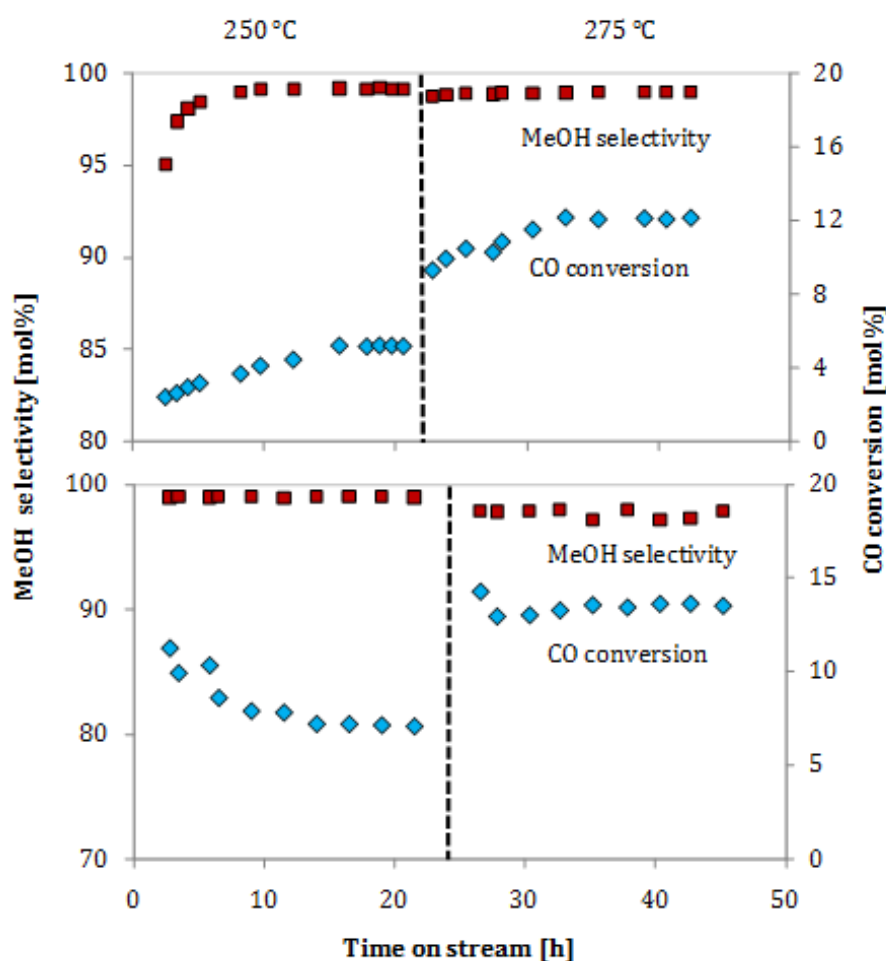 250 °C
275 °C
100
95
90
85
80
20
16
12
8
4
0
MeOH selectivity
CO conversion
MeOH selectivity [mol%]
CO conversion [mol%]
100
90
80
70
20
15
10
5
0
MeOH selectivity
CO conversion
0 10 20 30 40 50
Time on stream [h]